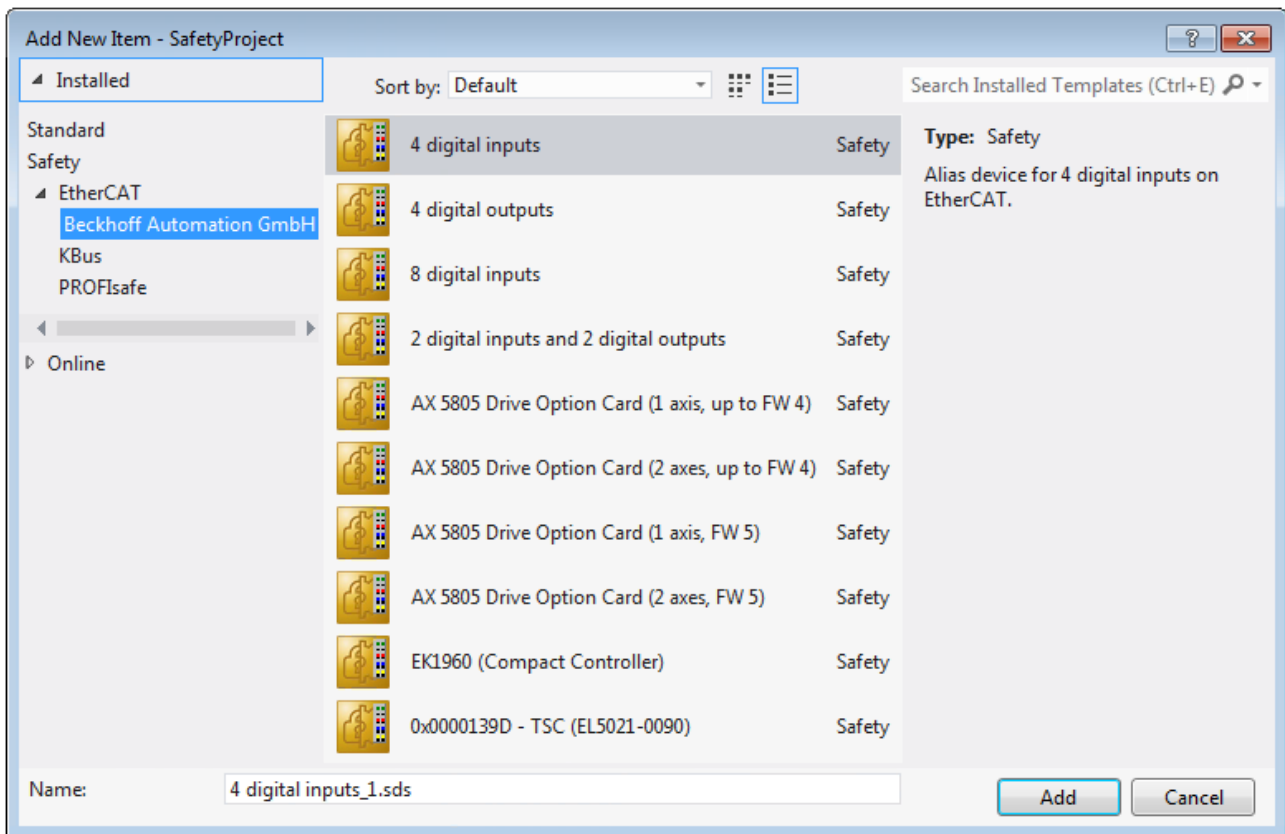 Add New Item - SafetyProject
Installed
Sort by: Default
Search Installed Templates (Ctrl+E)
Standard
Safety
EtherCAT
Beckhoff Automation GmbH
KBus
PROFIsafe
Online
4 digital inputs Safety
4 digital outputs Safety
8 digital inputs Safety
2 digital inputs and 2 digital outputs Safety
AX 5805 Drive Option Card (1 axis, up to FW 4) Safety
AX 5805 Drive Option Card (2 axes, up to FW 4) Safety
AX 5805 Drive Option Card (1 axis, FW 5) Safety
AX 5805 Drive Option Card (2 axes, FW 5) Safety
EK1960 (Compact Controller) Safety
0x0000139D - TSC (EL5021-0090) Safety
Type: Safety
Alias device for 4 digital inputs on
EtherCAT.
Name: 4 digital inputs_1.sds
Add Cancel